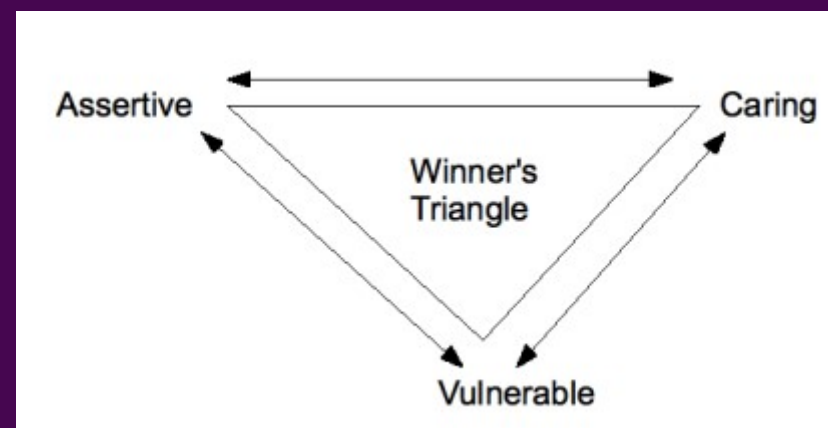 Assertive
Caring
Winner's
Triangle
Vulnerable